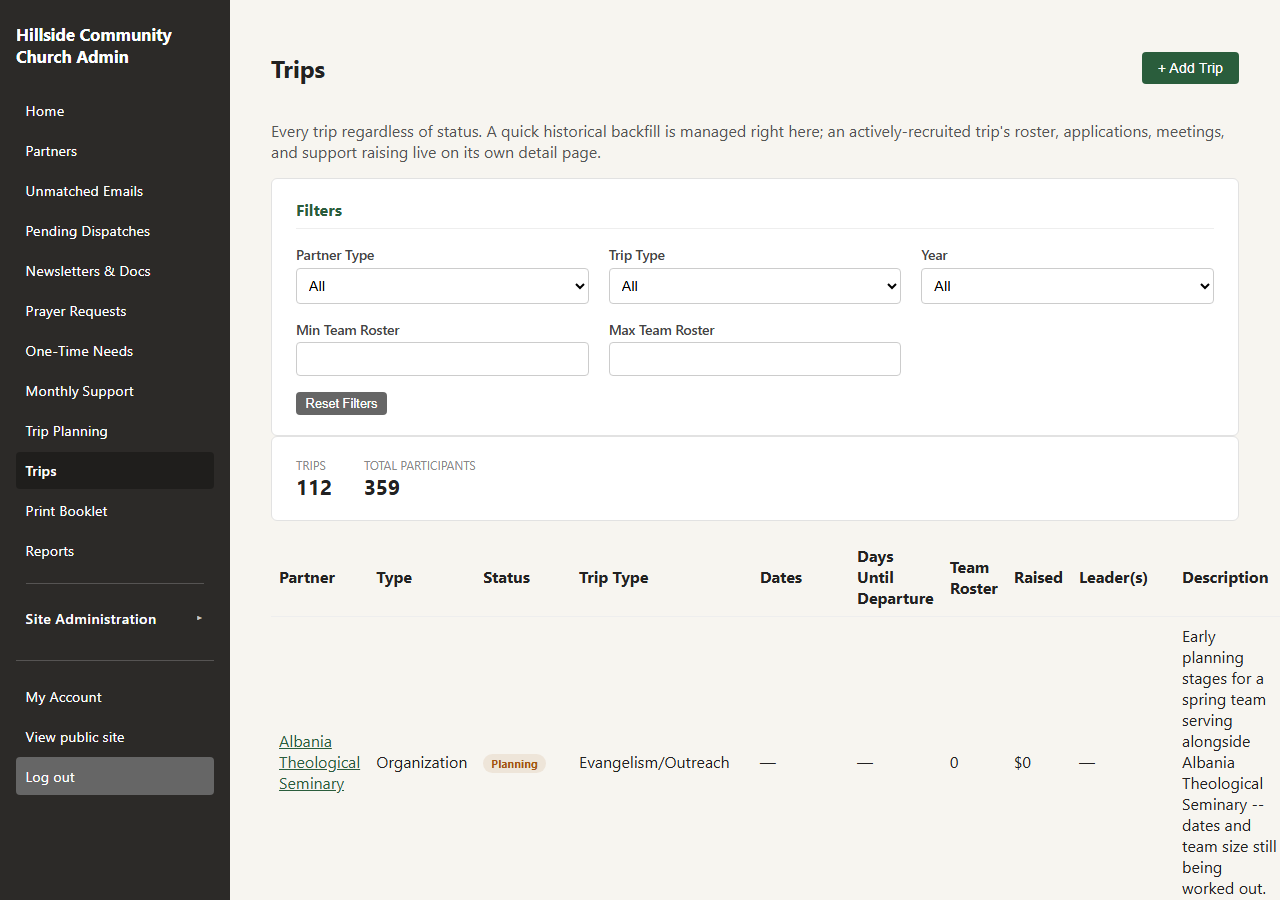 Hillside Community
Church Admin
Home
Partners
Unmatched Emails
Pending Dispatches
Newsletters & Docs
Prayer Requests
One-Time Needs
Monthly Support
Trip Planning
Trips
Print Booklet
Reports
Site Administration
My Account
View public site
Log out
Trips
+ Add Trip
Every trip regardless of status. A quick historical backfill is managed right here; an actively-recruited trip's roster, applications, meetings,
and support raising live on its own detail page.
Filters
Partner Type
Trip Type
Year
All
All
All
Min Team Roster
Max Team Roster
Reset Filters
TRIPS
TOTAL PARTICIPANTS
112
359
Partner
Type
Status
Trip Type
Dates
Days
Until
Departure
Team
Roster
Raised
Leader(s)
Description
Albania
Theological
Seminary
Organization
Planning
Evangelism/Outreach
—
—
0
$0
—
Early
planning
stages for a
spring team
serving
alongside
Albania
Theological
Seminary --
dates and
team size still
being
worked out.